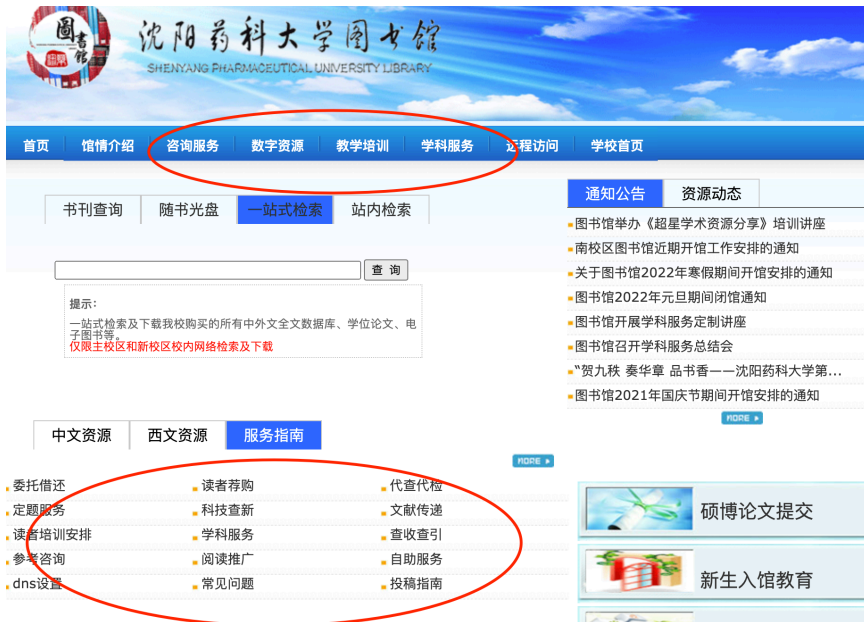 圖書館
沈阳药科大学图书馆
SHENYANG PHARMACEUTICAL UNIVERSITY LIBRARY
首页 馆情介绍 咨询服务 数字资源 教学培训 学科服务 远程访问 学校首页
书刊查询 随书光盘 一站式检索 站内检索
查 询
提示:
一站式检索及下载我校购买的所有中外文全文数据库、学位论文、电
子图书等。
仅限主校区和新校区校内网络检索及下载
通知公告 资源动态
图书馆举办《超星学术资源分享》培训讲座
南校区图书馆近期开馆工作安排的通知
关于图书馆2022年寒假期间开馆安排的通知
图书馆2022年元旦期间闭馆通知
图书馆开展学科服务定制讲座
图书馆召开学科服务总结会
“贺九秩 奏华章 品书香——沈阳药科大学第...
图书馆2021年国庆节期间开馆安排的通知
MORE
中文资源 西文资源 服务指南
MORE
委托借还 读者荐购 代查代检
定题服务 科技查新 文献传递
读者培训安排 学科服务 查收查引
参考咨询 阅读推广 自助服务
dns设置 常见问题 投稿指南
硕博论文提交
新生入馆教育